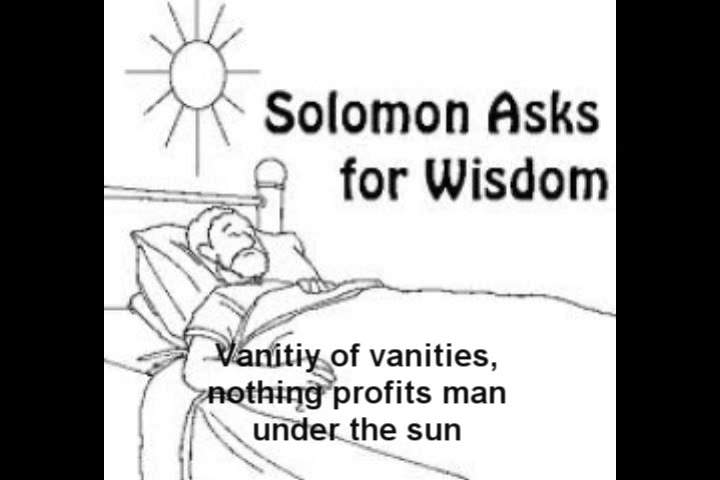 Solomon Asks
for Wisdom
Vanitiy of vanities,
nothing profits man
under the sun